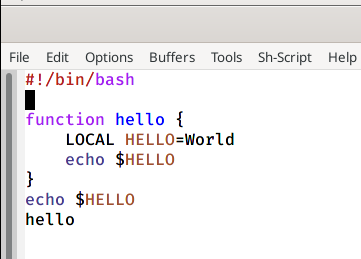 File Edit Options Buffers Tools Sh-Script Help
#!/bin/bash
function hello {
    LOCAL HELLO=World
    echo $HELLO
}
echo $HELLO
hello